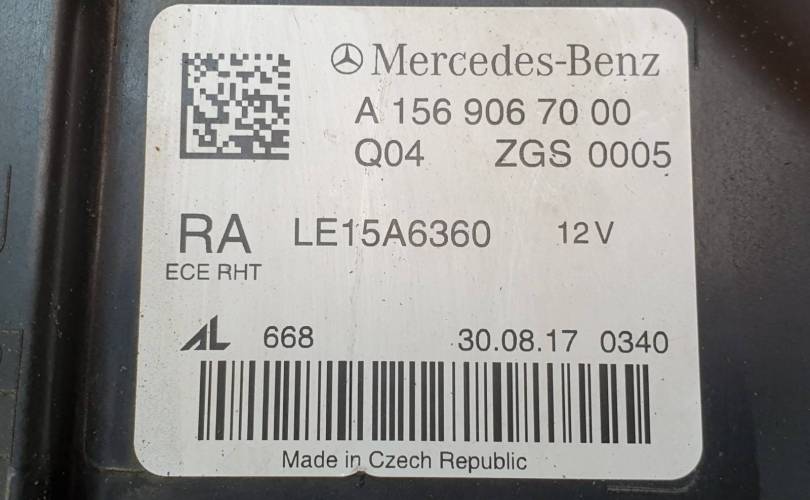 Mercedes-Benz
A 156 906 70 00
Q04 ZGS 0005
RA LE15A6360 12V
ECE RHT
AL 668 30.08.17 0340
Made in Czech Republic